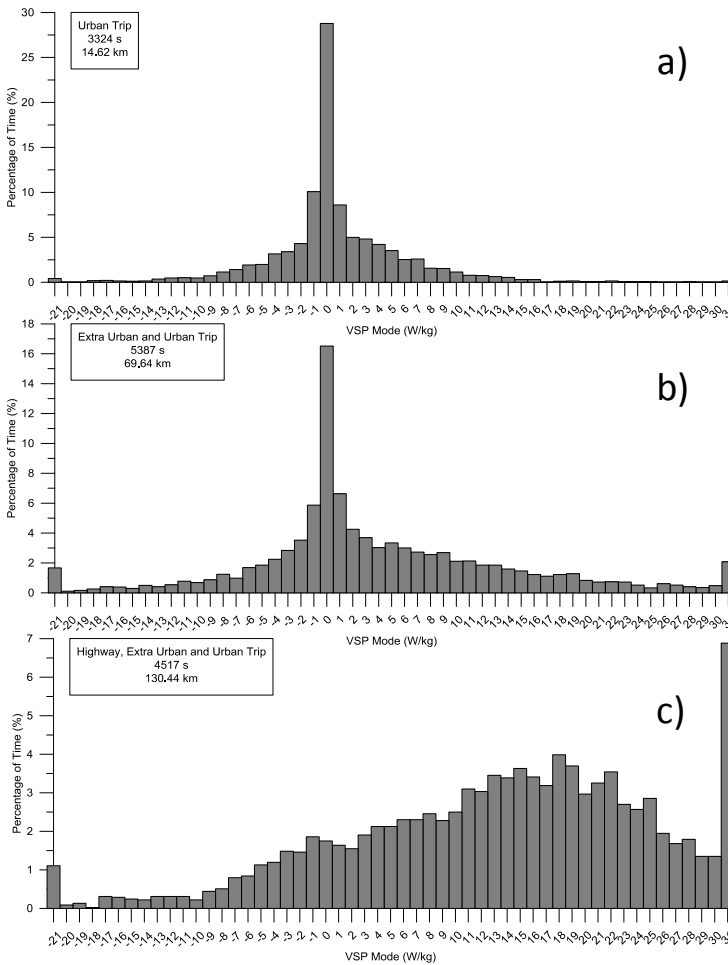 Urban Trip
3324 s
14.62 km
a)
Percentage of Time (%)
30
25
20
15
10
5
0
-21 -20 -19 -18 -17 -16 -15 -14 -13 -12 -11 -10 -9 -8 -7 -6 -5 -4 -3 -2 -1 0 1 2 3 4 5 6 7 8 9 10 11 12 13 14 15 16 17 18 19 20 21 22 23 24 25 26 27 28 29 30 3
VSP Mode (W/kg)
Extra Urban and Urban Trip
5387 s
69.64 km
b)
Percentage of Time (%)
18
16
14
12
10
8
6
4
2
0
-21 -20 -19 -18 -17 -16 -15 -14 -13 -12 -11 -10 -9 -8 -7 -6 -5 -4 -3 -2 -1 0 1 2 3 4 5 6 7 8 9 10 11 12 13 14 15 16 17 18 19 20 21 22 23 24 25 26 27 28 29 30 3
VSP Mode (W/kg)
Highway, Extra Urban and Urban Trip
4517 s
130.44 km
c)
Percentage of Time (%)
7
6
5
4
3
2
1
0
-21 -20 -19 -18 -17 -16 -15 -14 -13 -12 -11 -10 -9 -8 -7 -6 -5 -4 -3 -2 -1 0 1 2 3 4 5 6 7 8 9 10 11 12 13 14 15 16 17 18 19 20 21 22 23 24 25 26 27 28 29 30 3
VSP Mode (W/kg)